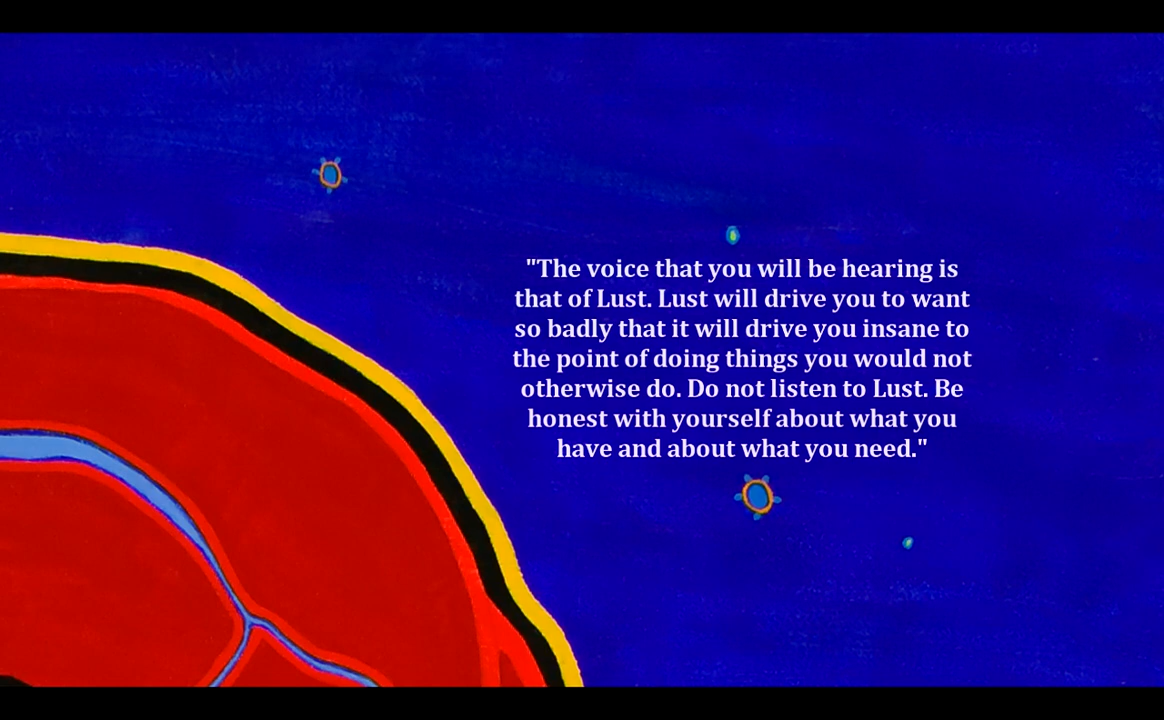 "The voice that you will be hearing is
that of Lust. Lust will drive you to want
so badly that it will drive you insane to
the point of doing things you would not
otherwise do. Do not listen to Lust. Be
honest with yourself about what you
have and about what you need."